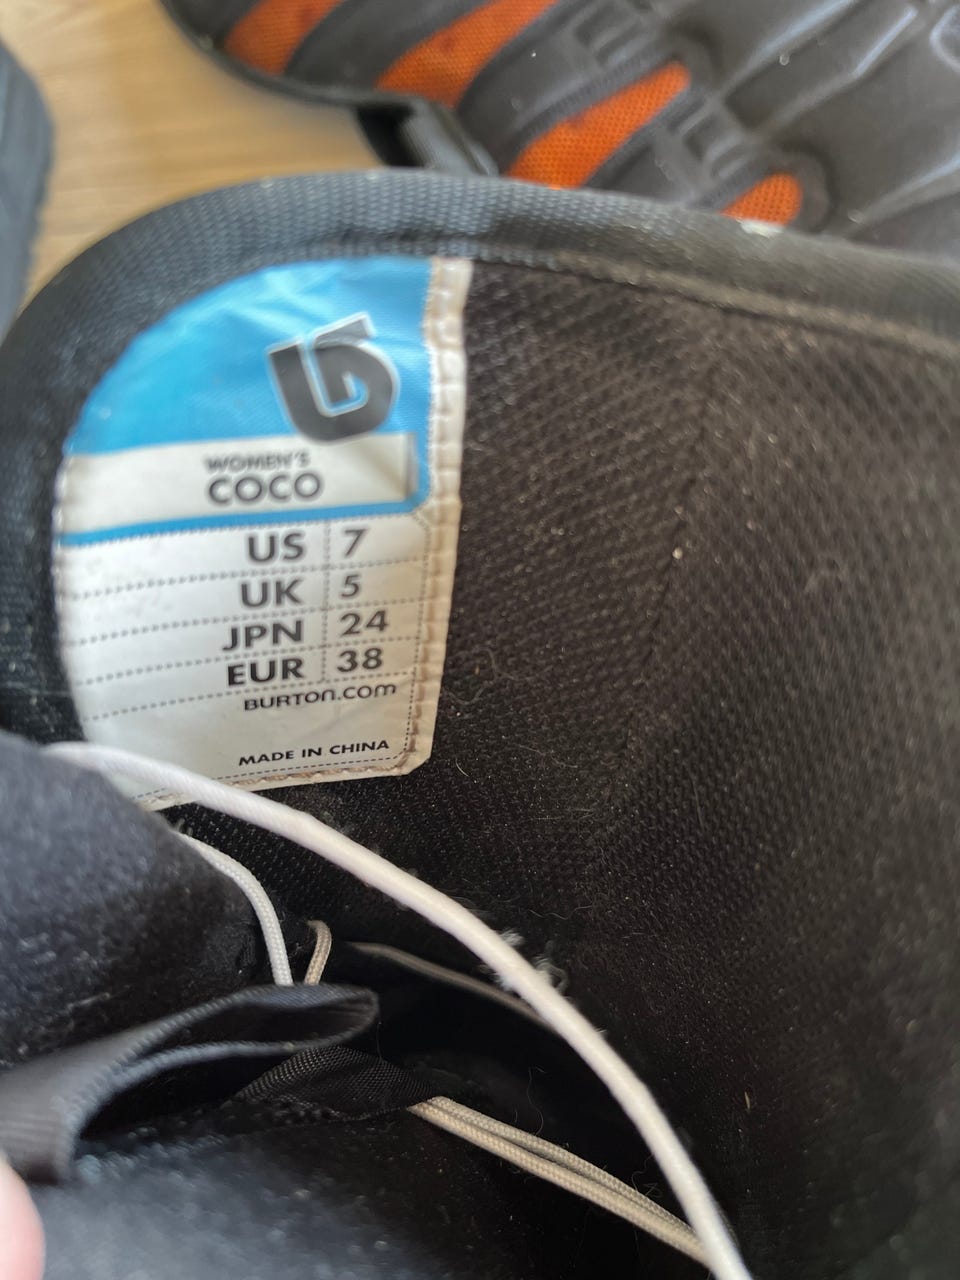 WOMEN'S
COCO
US 7
UK 5
JPN 24
EUR 38
BURTON.COM
MADE IN CHINA